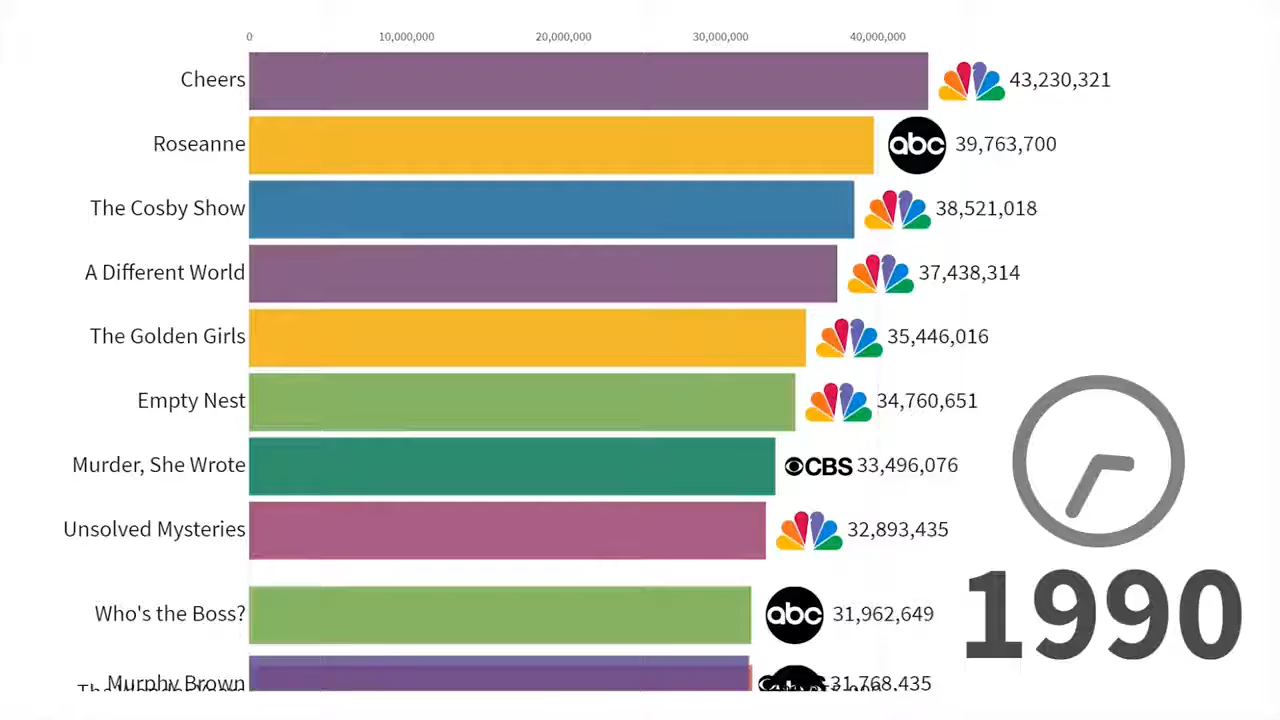 0 10,000,000 20,000,000 30,000,000 40,000,000
Cheers 43,230,321
Roseanne abc 39,763,700
The Cosby Show 38,521,018
A Different World 37,438,314
The Golden Girls 35,446,016
Empty Nest 34,760,651
Murder, She Wrote CBS 33,496,076
Unsolved Mysteries 32,893,435
Who's the Boss? abc 31,962,649
Murphy Brown 31,768,435
1990